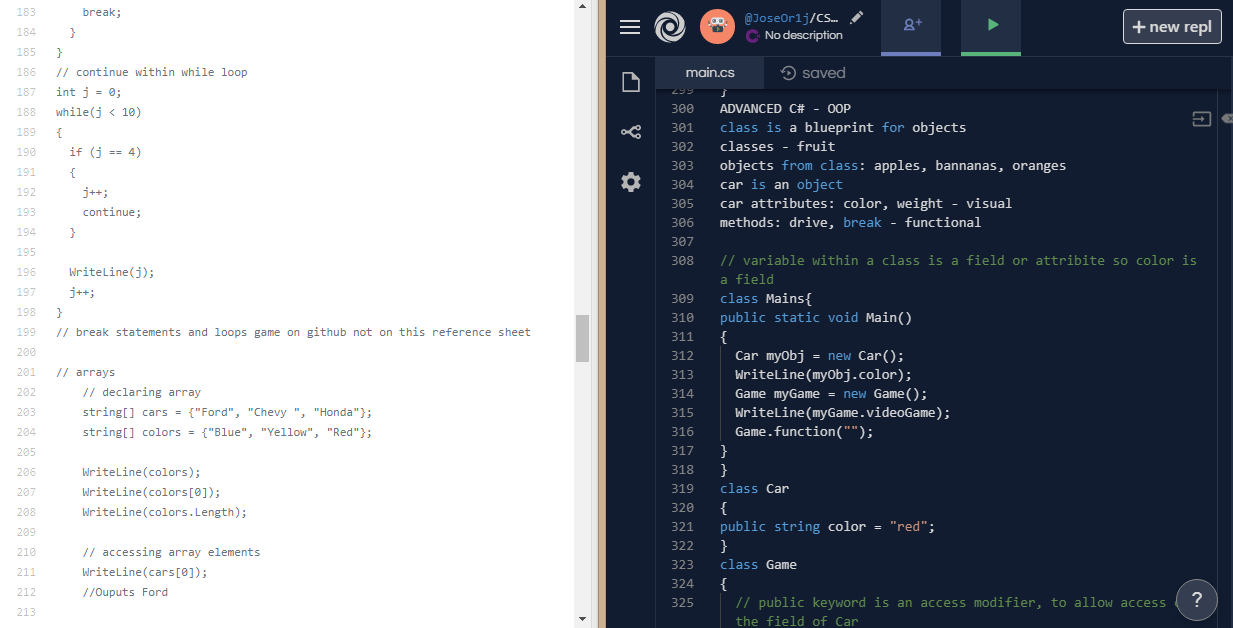 183 break;
184 }
185 }
186 // continue within while loop
187 int j = 0;
188 while(j < 10)
189 {
190 if (j == 4)
191 {
192 j++;
193 continue;
194 }
195
196 WriteLine(j);
197 j++;
198 }
199 // break statements and loops game on github not on this reference sheet
200
201 // arrays
202 // declaring array
203 string[] cars = {"Ford", "Chevy ", "Honda"};
204 string[] colors = {"Blue", "Yellow", "Red"};
205
206 WriteLine(colors);
207 WriteLine(colors[0]);
208 WriteLine(colors.Length);
209
210 // accessing array elements
211 WriteLine(cars[0]);
212 //Ouputs Ford
213
@JoseOr1j/CS...
No description
+ new repl
main.cs
saved
299 }
300 ADVANCED C# - OOP
301 class is a blueprint for objects
302 classes - fruit
303 objects from class: apples, bannanas, oranges
304 car is an object
305 car attributes: color, weight - visual
306 methods: drive, break - functional
307
308 // variable within a class is a field or attribite so color is
a field
309 class Mains{
310 public static void Main()
311 {
312 Car myObj = new Car();
313 WriteLine(myObj.color);
314 Game myGame = new Game();
315 WriteLine(myGame.videoGame);
316 Game.function("");
317 }
318 }
319 class Car
320 {
321 public string color = "red";
322 }
323 class Game
324 {
325 // public keyword is an access modifier, to allow access
the field of Car
?